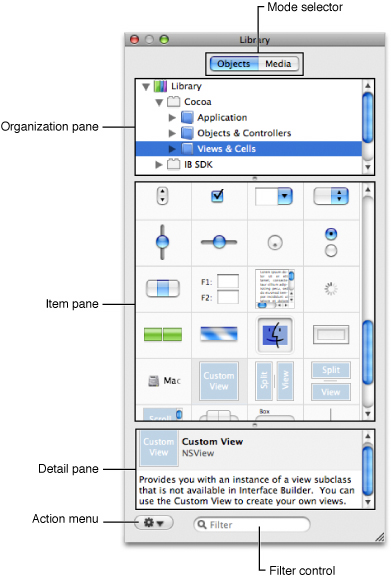 Mode selector
Library
Objects Media
Organization pane
Library
Cocoa
Application
Objects & Controllers
Views & Cells
IB SDK
Item pane
F1:
F2:
Mac
Custom
View
Split
View
Split
View
Scroll
Box
Detail pane
Custom
View
Custom View
NSView
Provides you with an instance of a view subclass
that is not available in Interface Builder. You can
use the Custom View to create your own views.
Action menu
Filter
Filter control